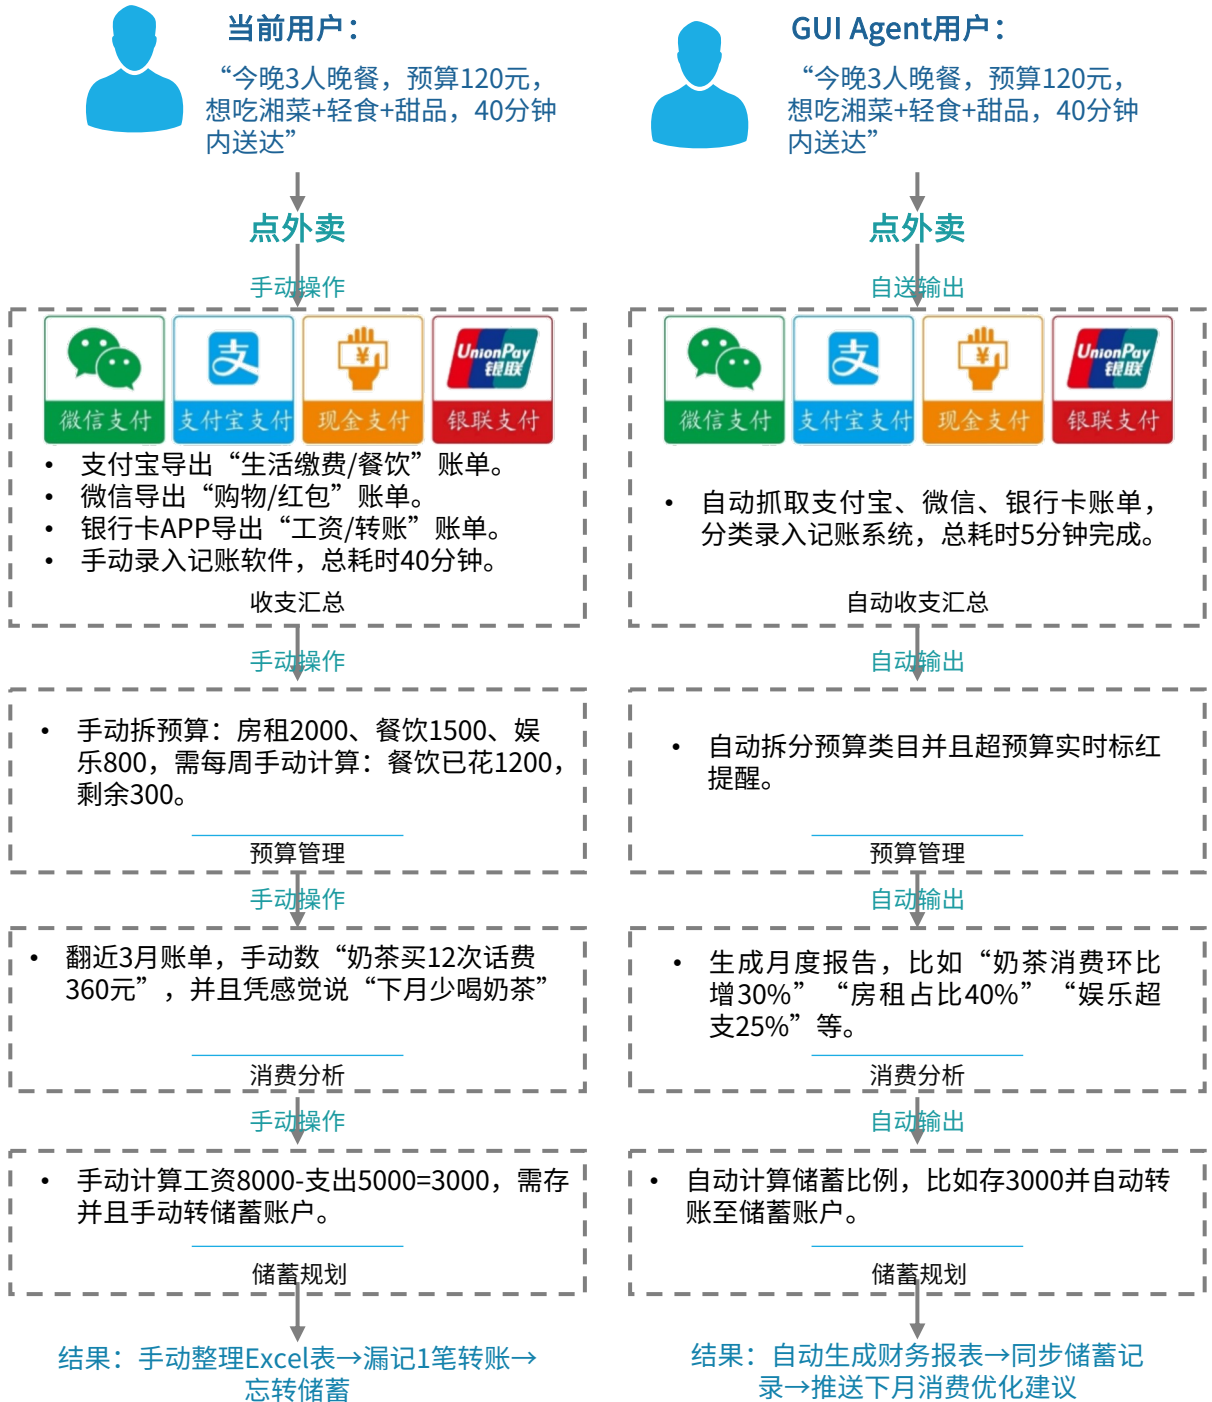 当前用户：
“今晚3人晚餐，预算120元，
想吃湘菜+轻食+甜品，40分钟
内送达”
点外卖
手动操作
微信支付
支付宝支付
¥
现金支付
UnionPay
银联
银联支付
• 支付宝导出“生活缴费/餐饮”账单。
• 微信导出“购物/红包”账单。
• 银行卡APP导出“工资/转账”账单。
• 手动录入记账软件，总耗时40分钟。
收支汇总
手动操作
• 手动拆预算：房租2000、餐饮1500、娱
乐800，需每周手动计算：餐饮已花1200，
剩余300。
预算管理
手动操作
• 翻近3月账单，手动数“奶茶买12次话费
360元”，并且凭感觉说“下月少喝奶茶”
消费分析
手动操作
• 手动计算工资8000-支出5000=3000，需存
并且手动转储蓄账户。
储蓄规划
结果：手动整理Excel表→漏记1笔转账→
忘转储蓄
GUI Agent用户：
“今晚3人晚餐，预算120元，
想吃湘菜+轻食+甜品，40分钟
内送达”
点外卖
自送输出
微信支付
支付宝支付
¥
现金支付
UnionPay
银联
银联支付
• 自动抓取支付宝、微信、银行卡账单，
分类录入记账系统，总耗时5分钟完成。
自动收支汇总
自动输出
• 自动拆分预算类目并且超预算实时标红
提醒。
预算管理
自动输出
• 生成月度报告，比如“奶茶消费环比
增30%”“房租占比40%”“娱乐超
支25%”等。
消费分析
自动输出
• 自动计算储蓄比例，比如存3000并自动转
账至储蓄账户。
储蓄规划
结果：自动生成财务报表→同步储蓄记
录→推送下月消费优化建议